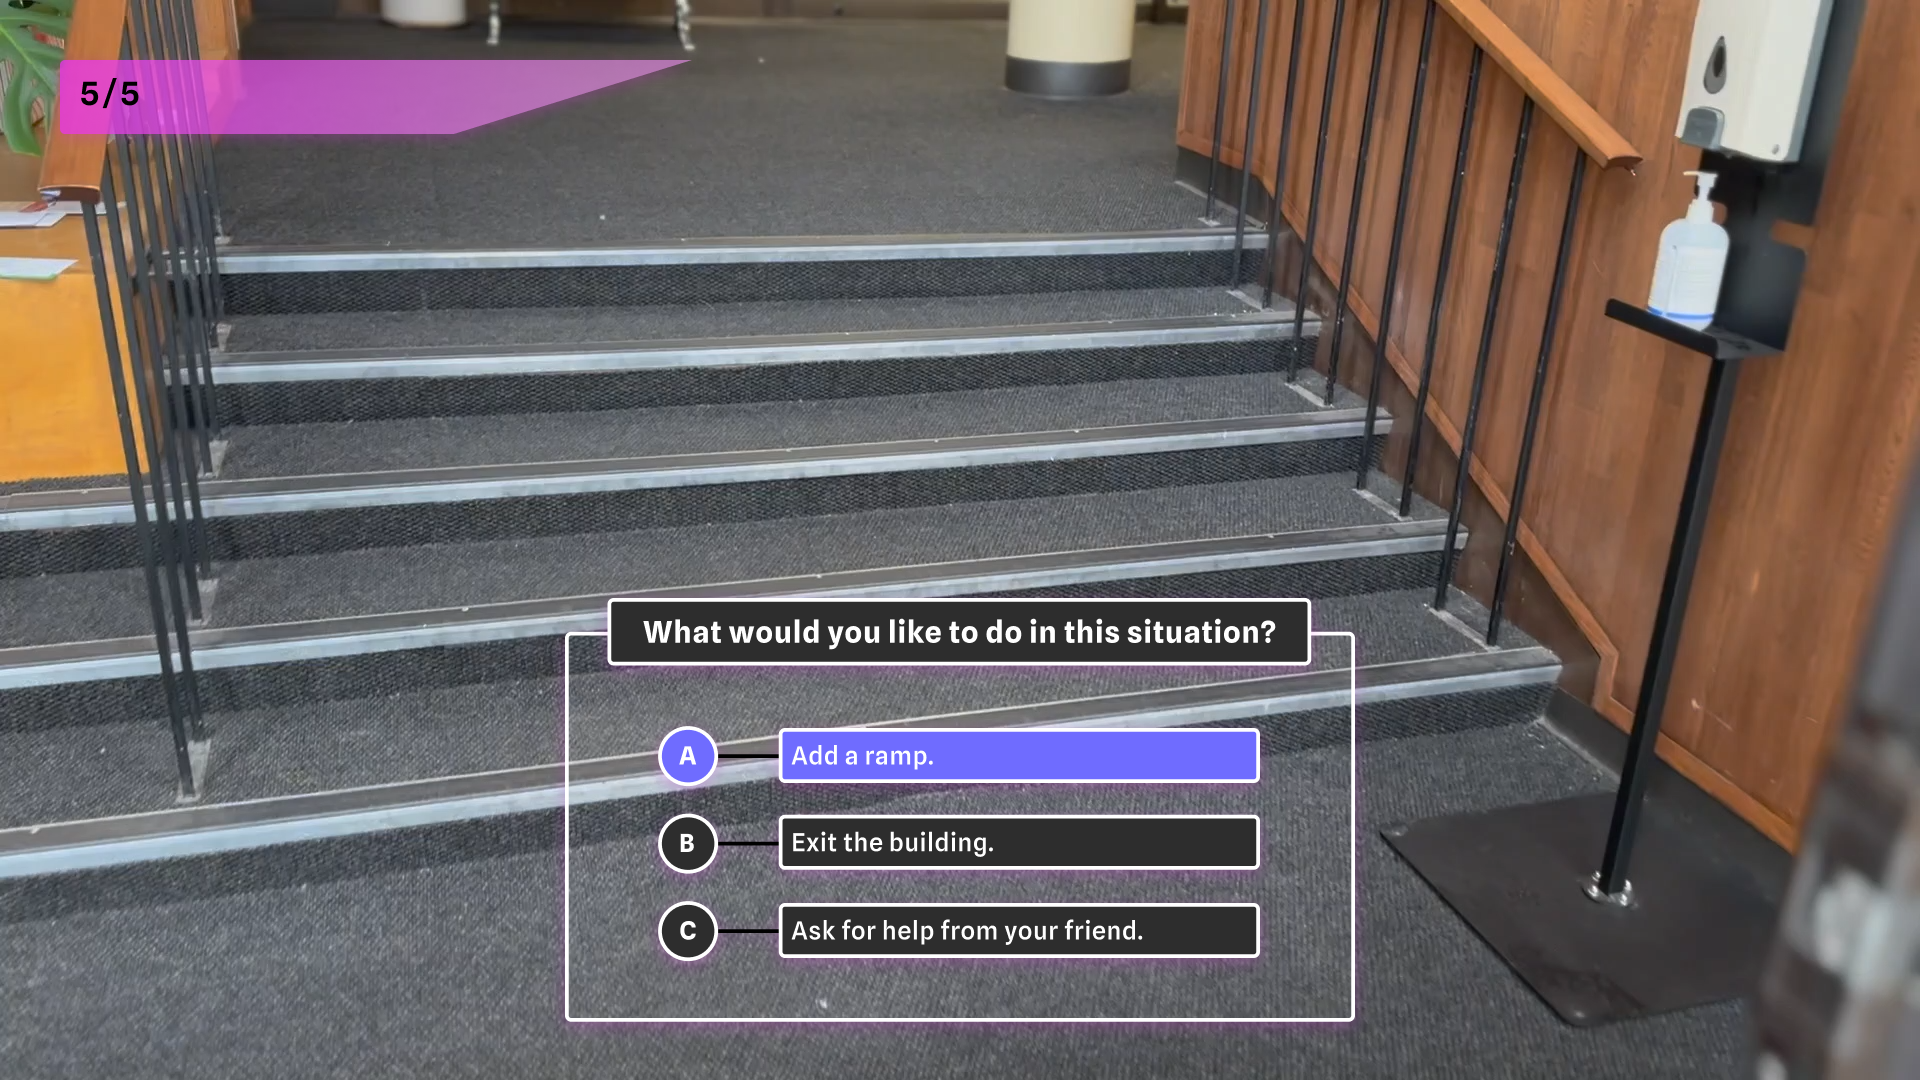 5/5
What would you like to do in this situation?
A
Add a ramp.
B
Exit the building.
C
Ask for help from your friend.